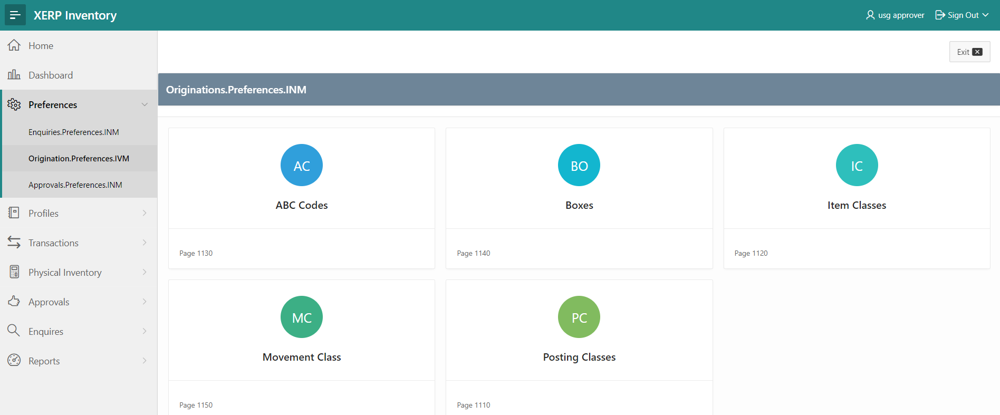 XERP Inventory
usg approver
Sign Out
Home
Dashboard
Preferences
Enquiries.Preferences.INM
Origination.Preferences.IVM
Approvals.Preferences.INM
Profiles
Transactions
Physical Inventory
Approvals
Enquires
Reports
Exit
Originations.Preferences.INM
AC
ABC Codes
Page 1130
BO
Boxes
Page 1140
IC
Item Classes
Page 1120
MC
Movement Class
Page 1150
PC
Posting Classes
Page 1110